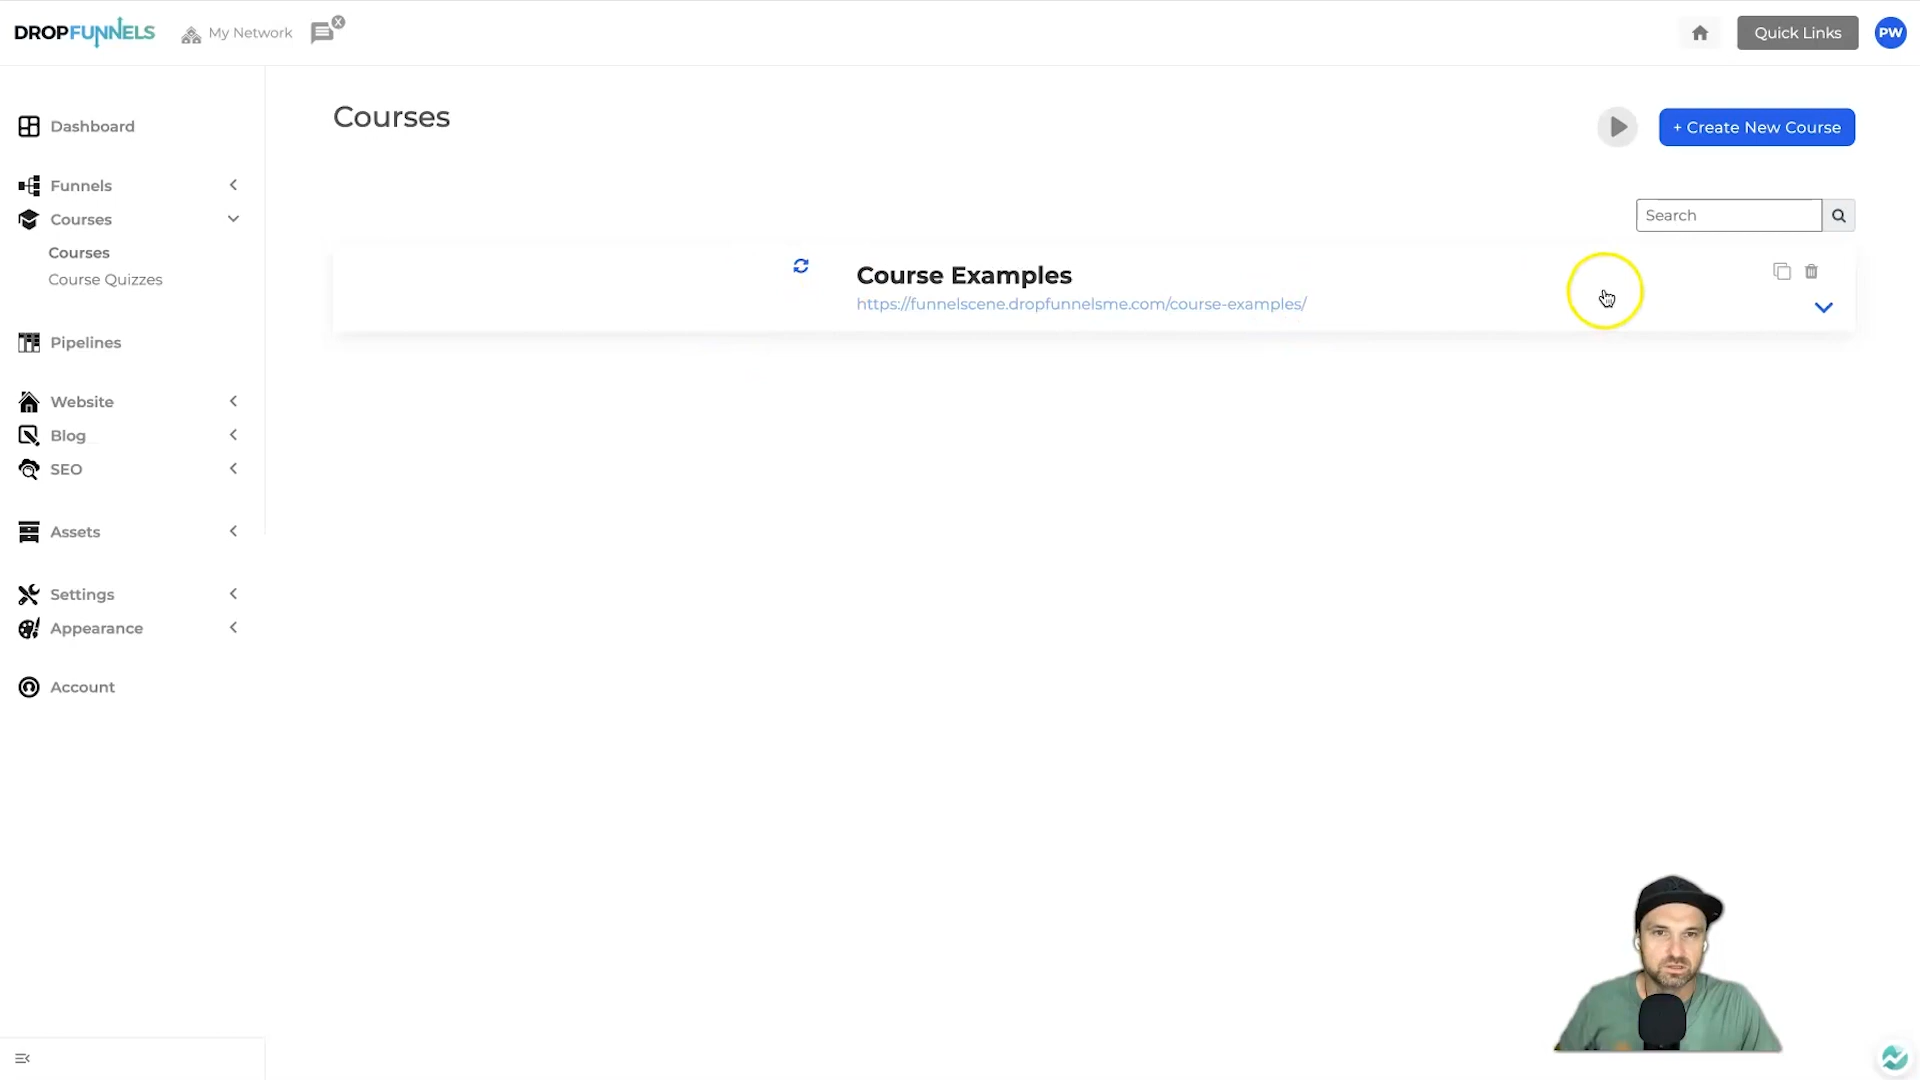 DROPFUNNELS
My Network
X
Quick Links
PW
Dashboard
Funnels
Courses
Courses
Course Quizzes
Pipelines
Website
Blog
SEO
Assets
Settings
Appearance
Account
Courses
+ Create New Course
Search
Course Examples
https://funnelscene.dropfunnelsme.com/course-examples/